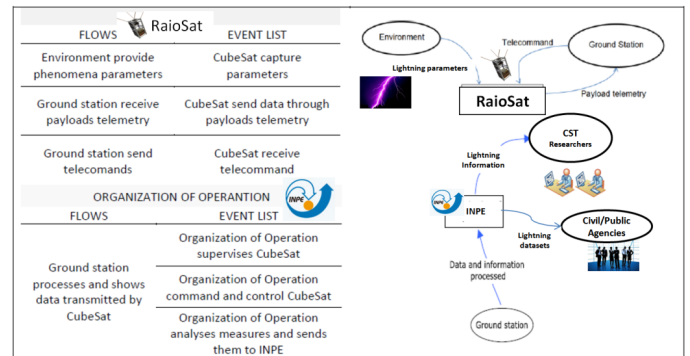 RaioSat
FLOWS
EVENT LIST
Environment provide
phenomena parameters
CubeSat capture
parameters
Ground station receive
payloads telemetry
CubeSat send data through
payloads telemetry
Ground station send
telecomands
CubeSat receive
telecommand
ORGANIZATION OF OPERANTION
INPE
FLOWS
EVENT LIST
Ground station
processes and shows
data transmitted by
CubeSat
Organization of Operation
supervises CubeSat
Organization of Operation
command and control CubeSat
Organization of Operation
analyses measures and sends
them to INPE
Environment
Telecommand
Ground Station
Lightning parameters
RaioSat
Payload telemetry
CST
Researchers
Lightning
Information
INPE
INPE
Lightning
datasets
Civil/Public
Agencies
Data and information
processed
Ground station